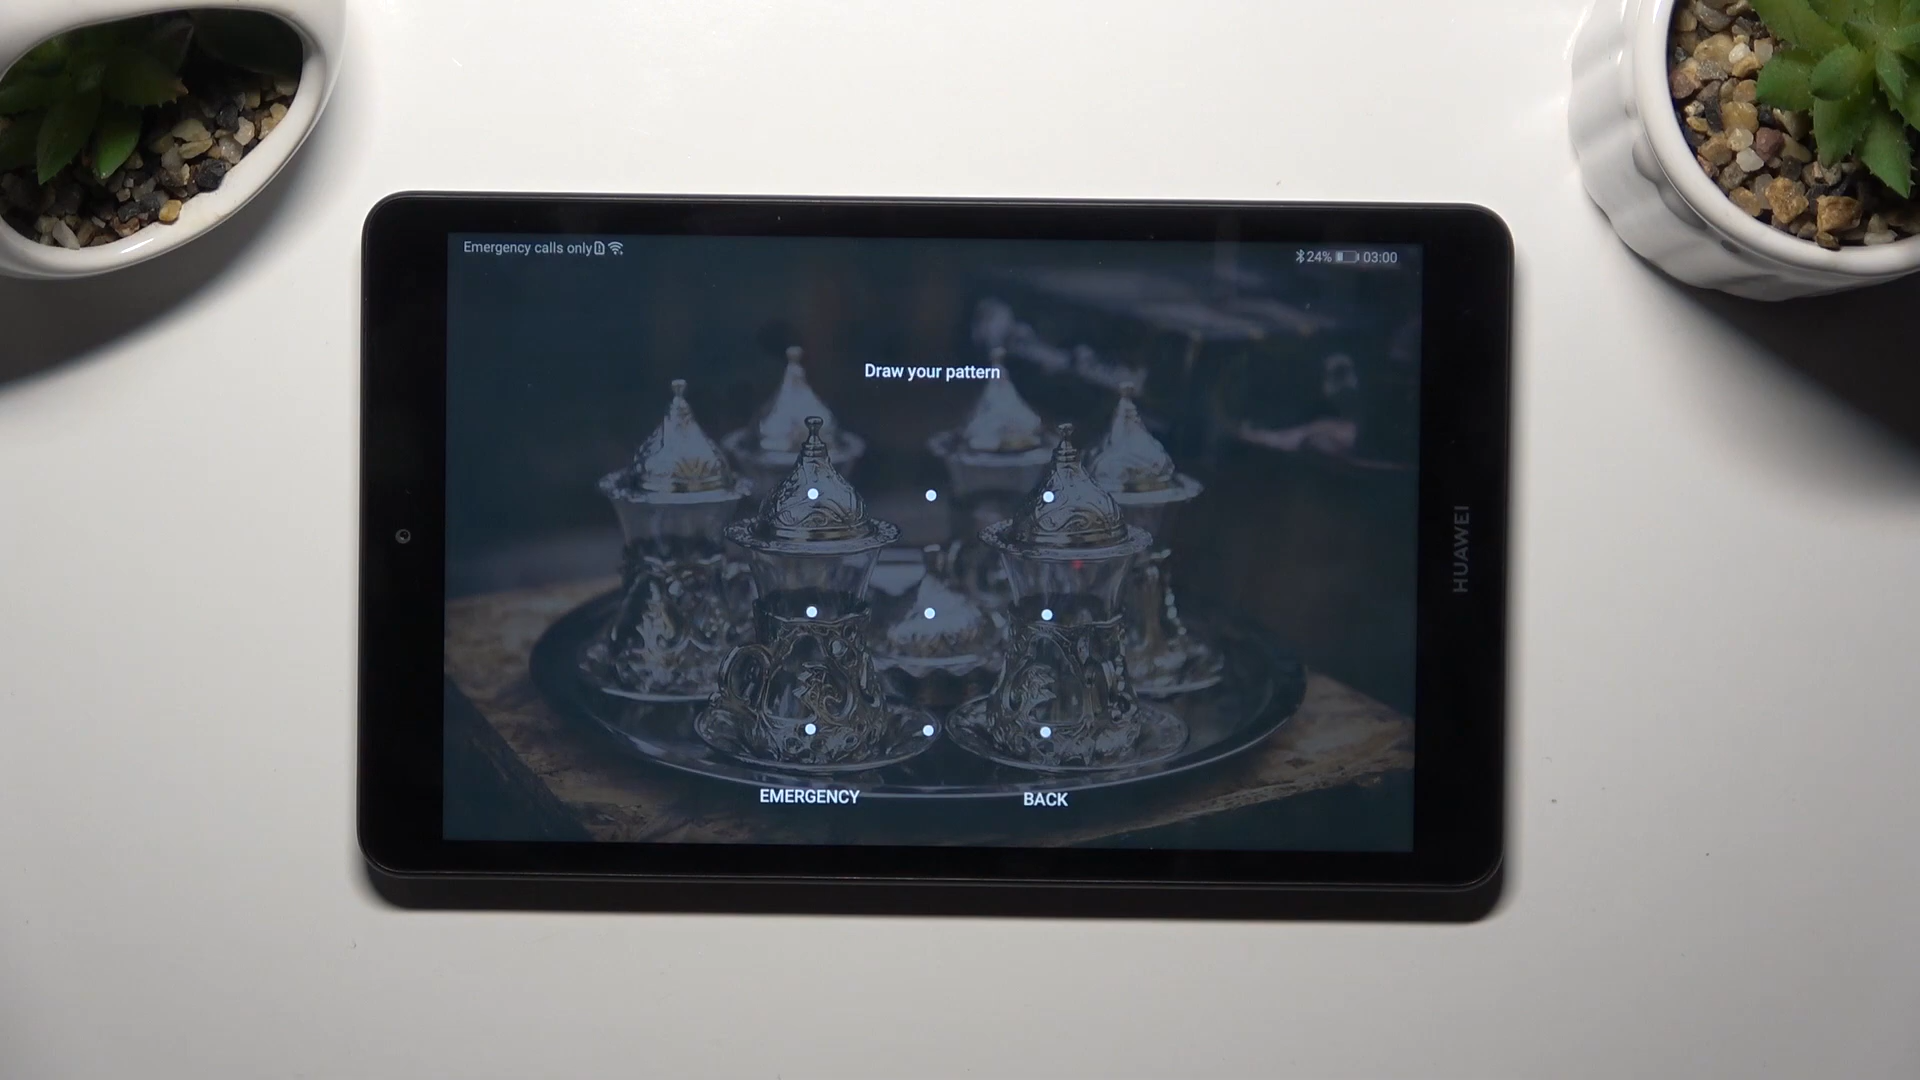 Emergency calls only
24% 03:00
Draw your pattern
HUAWEI
EMERGENCY BACK